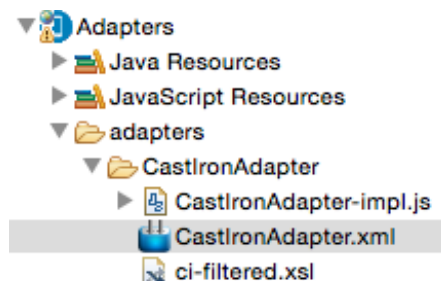 Adapters
Java Resources
JavaScript Resources
adapters
CastIronAdapter
CastIronAdapter-impl.js
CastIronAdapter.xml
ci-filtered.xsl